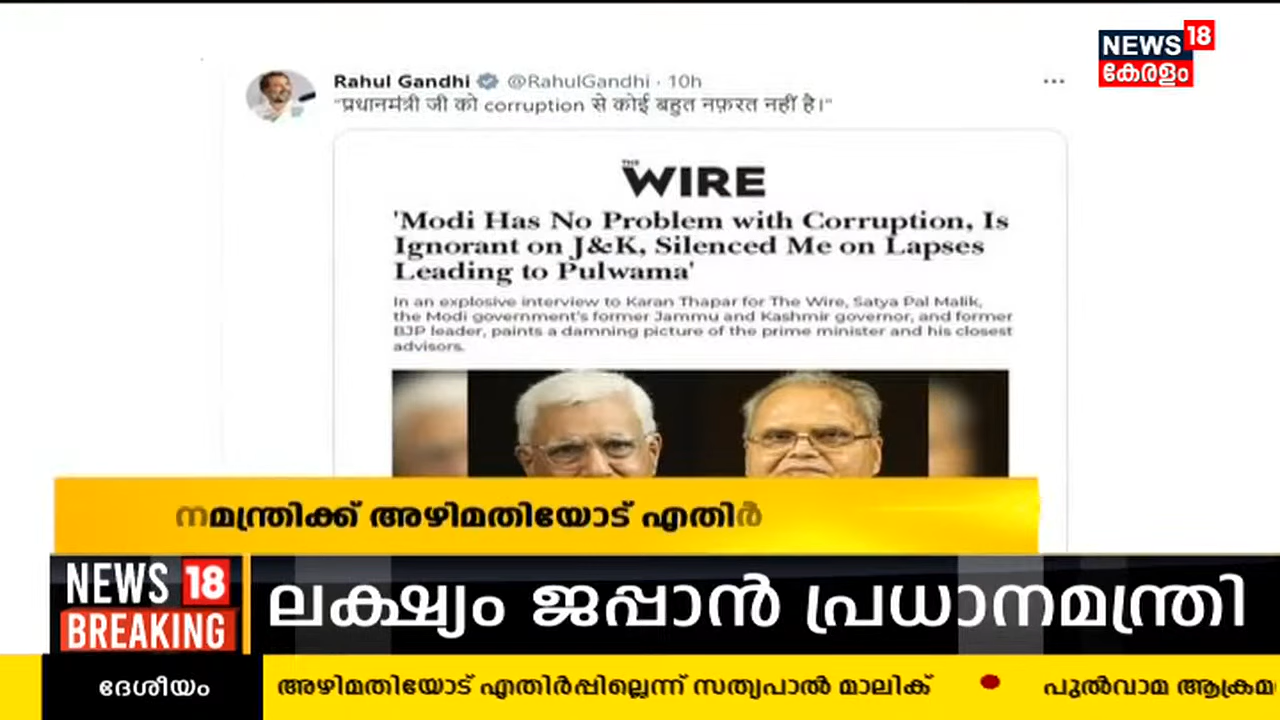 NEWS 18
കേരളം
Rahul Gandhi @RahulGandhi · 10h
"प्रधानमंत्री जी को corruption से कोई बहुत नफ़रत नहीं है।"
THE
WIRE
'Modi Has No Problem with Corruption, Is
Ignorant on J&K, Silenced Me on Lapses
Leading to Pulwama'
In an explosive interview to Karan Thapar for The Wire, Satya Pal Malik,
the Modi government's former Jammu and Kashmir governor, and former
BJP leader, paints a damning picture of the prime minister and his closest
advisors.
നമന്ത്രിക്ക് അഴിമതിയോട് എതിർ
NEWS 18
BREAKING
ലക്ഷ്യം ജപ്പാൻ പ്രധാനമന്ത്രി
ദേശീയം
അഴിമതിയോട് എതിർപ്പില്ലെന്ന് സത്യപാൽ മാലിക് • പുൽവാമ ആക്രമ